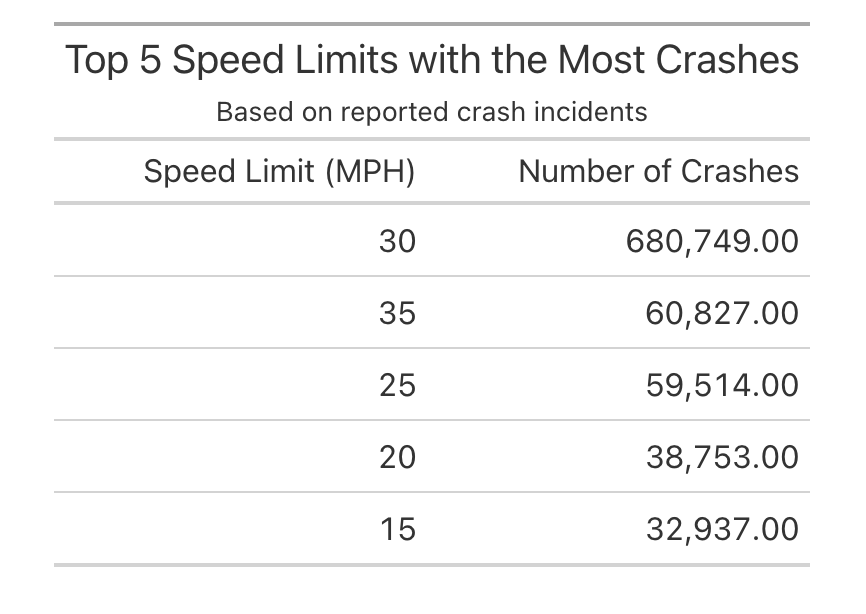 Top 5 Speed Limits with the Most Crashes
Based on reported crash incidents
Speed Limit (MPH) Number of Crashes
30 680,749.00
35 60,827.00
25 59,514.00
20 38,753.00
15 32,937.00